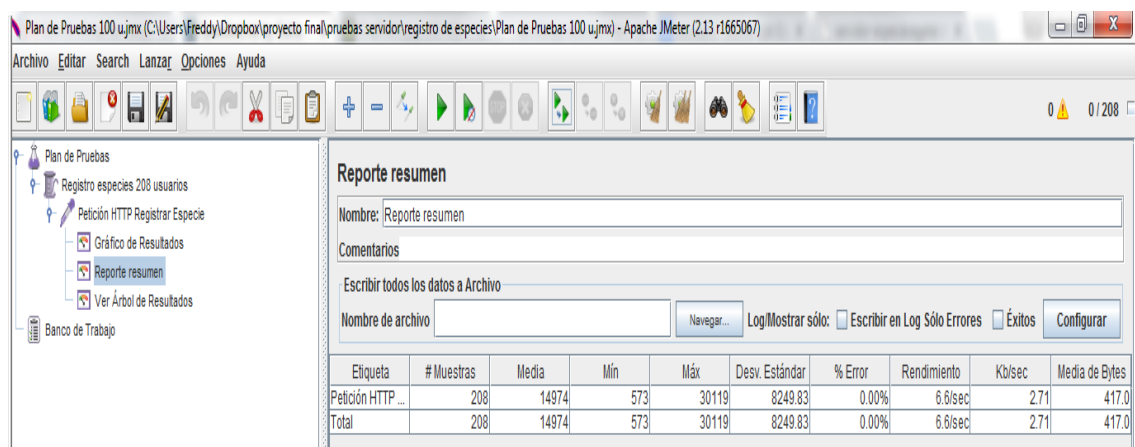 Plan de Pruebas 100 u.jmx (C:\Users\Freddy\Dropbox\proyecto final\pruebas servidor\registro de especies\Plan de Pruebas 100 u.jmx) - Apache JMeter (2.13 r1665067)
Archivo Editar Search Lanzar Opciones Ayuda
0 0 / 208
Plan de Pruebas
Registro especies 208 usuarios
Petición HTTP Registrar Especie
Gráfico de Resultados
Reporte resumen
Ver Árbol de Resultados
Banco de Trabajo
Reporte resumen
Nombre: Reporte resumen
Comentarios
Escribir todos los datos a Archivo
Nombre de archivo Navegar... Log/Mostrar sólo: Escribir en Log Sólo Errores Éxitos Configurar
Etiqueta # Muestras Media Mín Máx Desv. Estándar % Error Rendimiento Kb/sec Media de Bytes
Petición HTTP ... 208 14974 573 30119 8249.83 0.00% 6.6/sec 2.71 417.0
Total 208 14974 573 30119 8249.83 0.00% 6.6/sec 2.71 417.0